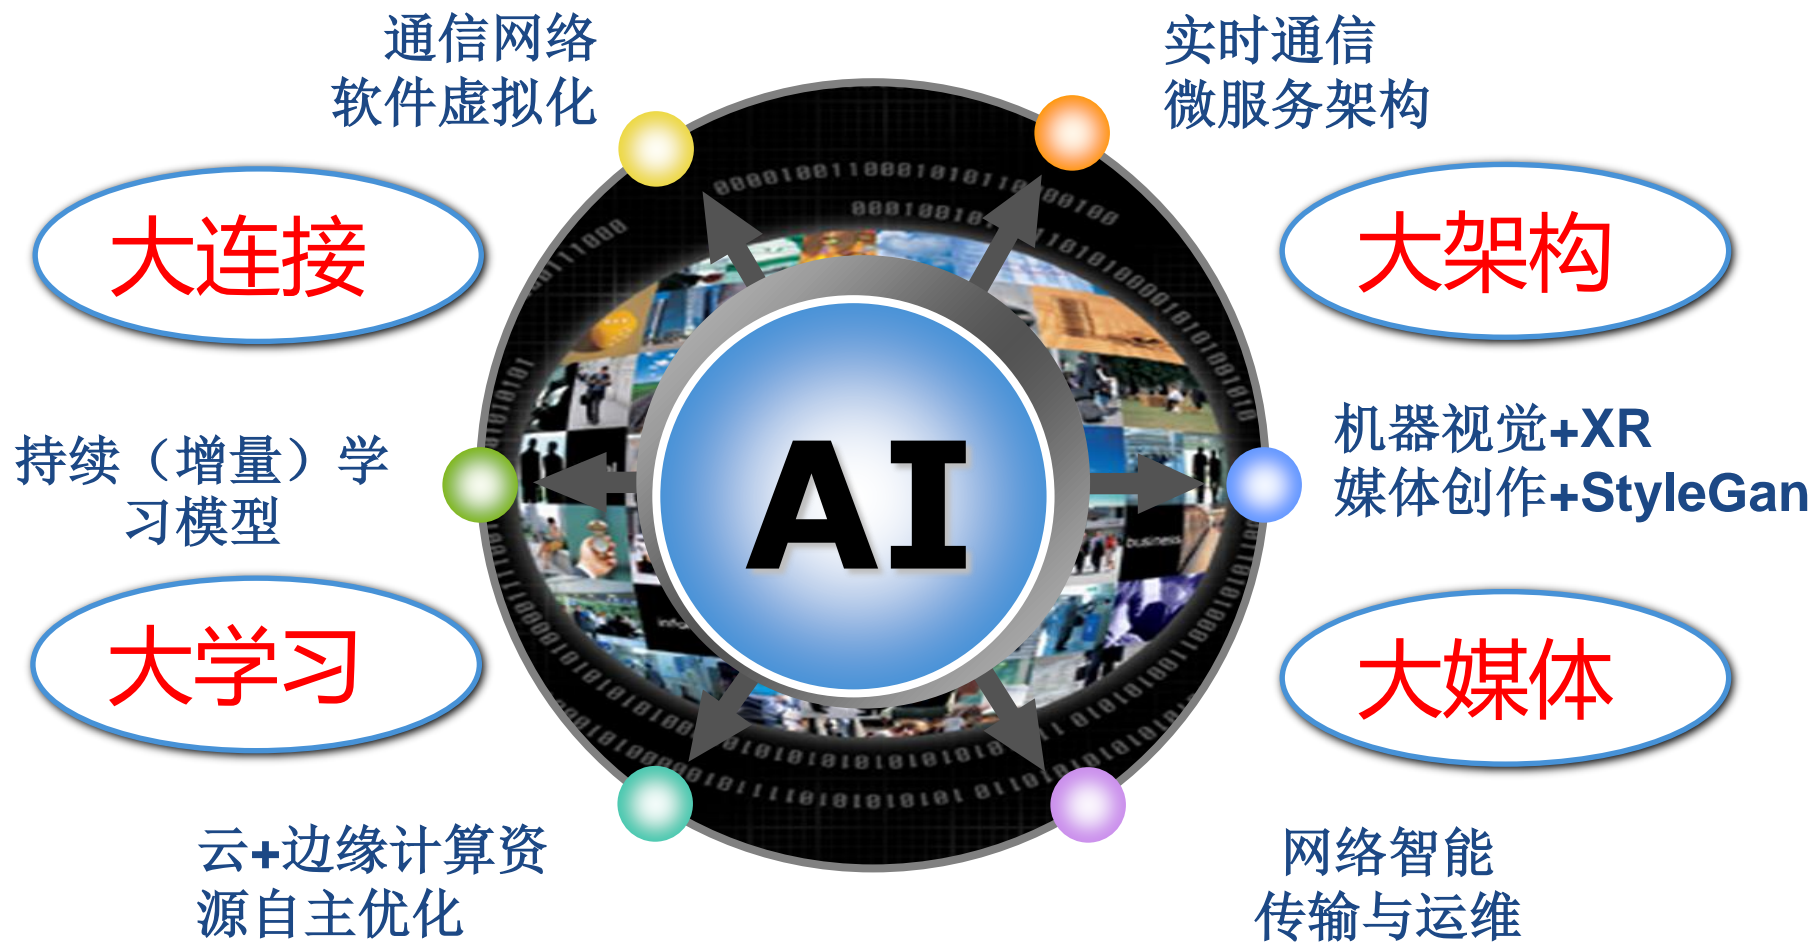 通信网络
软件虚拟化
实时通信
微服务架构
大连接
大架构
持续（增量）学
习模型
AI
机器视觉+XR
媒体创作+StyleGan
business
大学习
大媒体
云+边缘计算资
源自主优化
网络智能
传输与运维